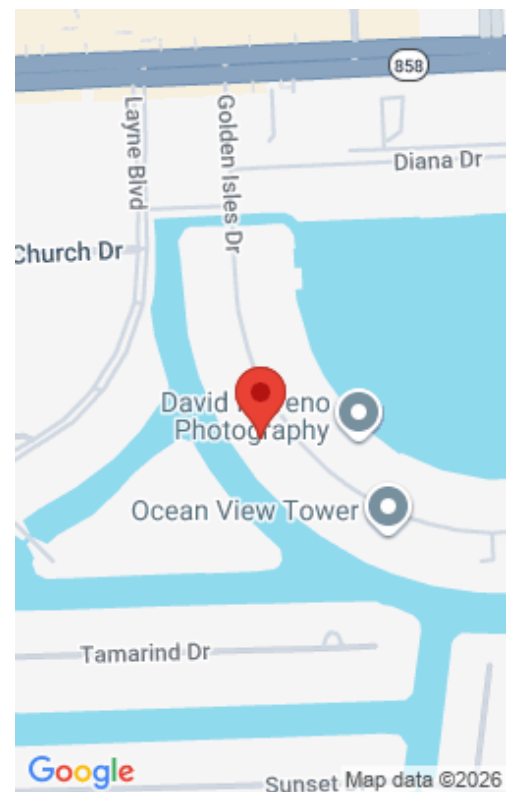 858
Layne Blvd
Golden Isles Dr
Diana Dr
Church Dr
David
Photography
Ocean View Tower
Tamarind Dr
Sunset
Google
Map data ©2026